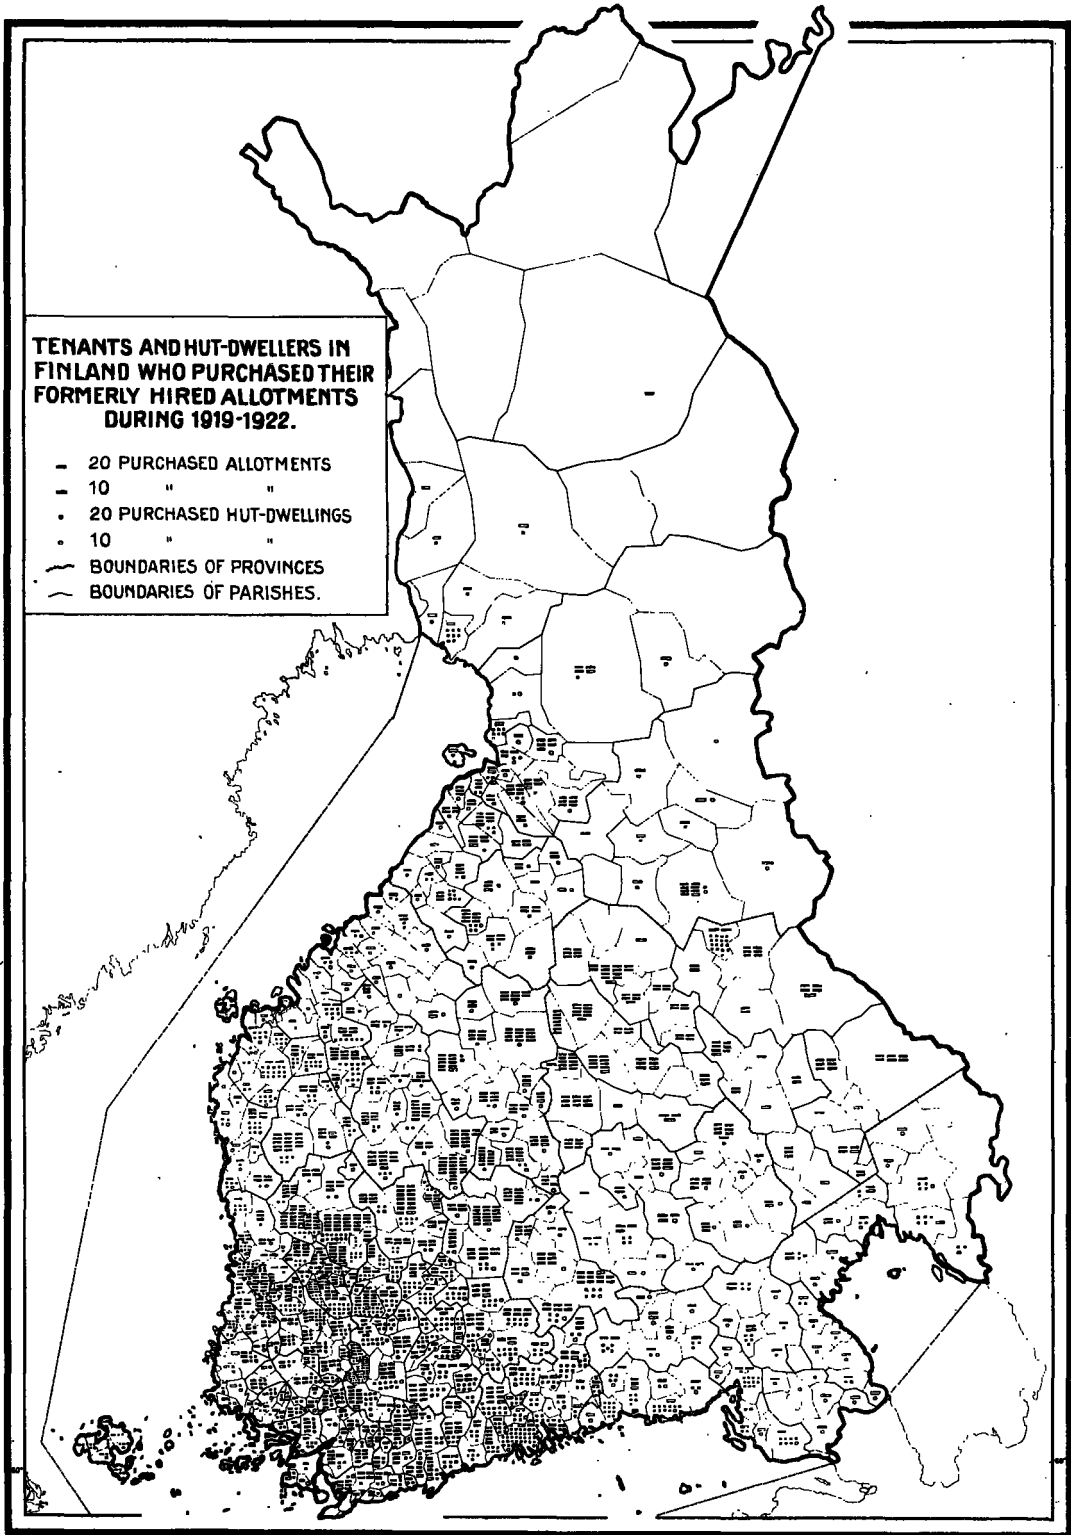 TENANTS AND HUT-DWELLERS IN
FINLAND WHO PURCHASED THEIR
FORMERLY HIRED ALLOTMENTS
DURING 1919-1922.
20 PURCHASED ALLOTMENTS
10 " "
20 PURCHASED HUT-DWELLINGS
10 " "
BOUNDARIES OF PROVINCES
BOUNDARIES OF PARISHES.